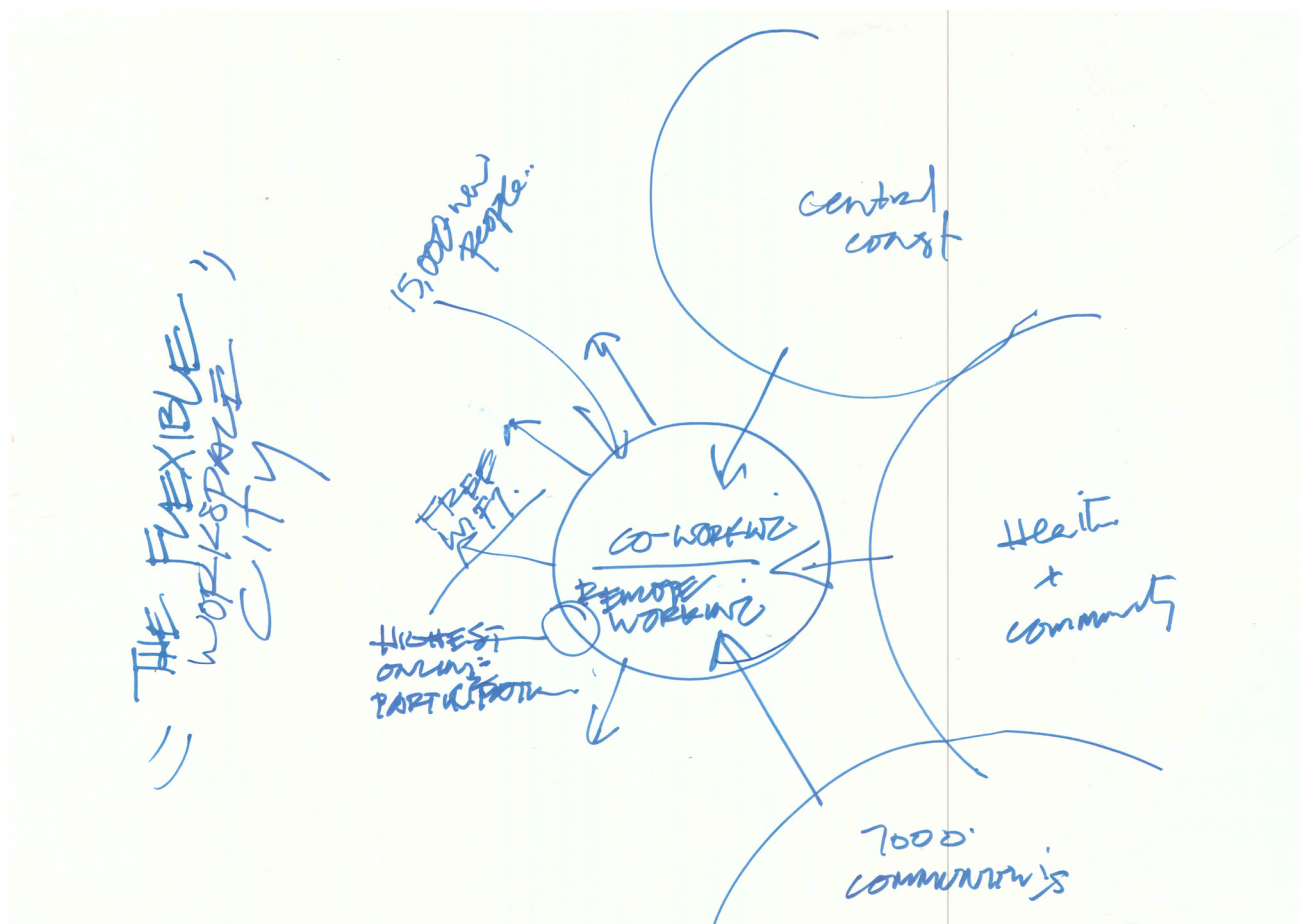 "THE FLEXIBLE
WORKSPACE
CITY"
15,000 new
people...
FREE
WIFI.
HIGHEST
ONLINE
PARTICIPATION
CO-WORKING
REMOTE
WORKING
central
coast
Health
+
community
7000